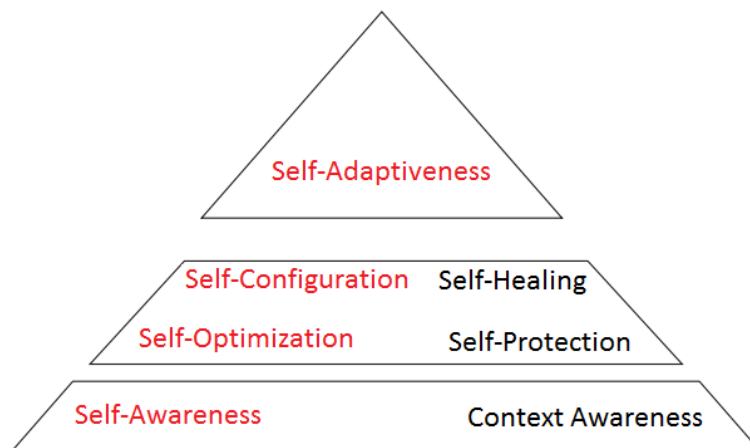 Self-Adaptiveness
Self-Configuration Self-Healing
Self-Optimization Self-Protection
Self-Awareness Context Awareness